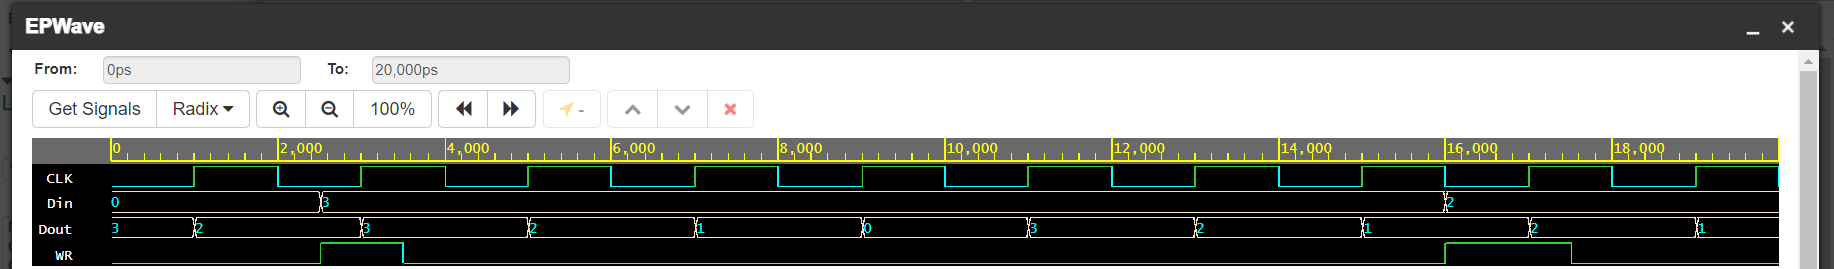 EPWave
From: 0ps To: 20,000ps
Get Signals Radix 100% -
0 2,000 4,000 6,000 8,000 10,000 12,000 14,000 16,000 18,000
CLK
Din 0 3 2
Dout 3 2 3 2 1 0 3 2 1 2 1
WR